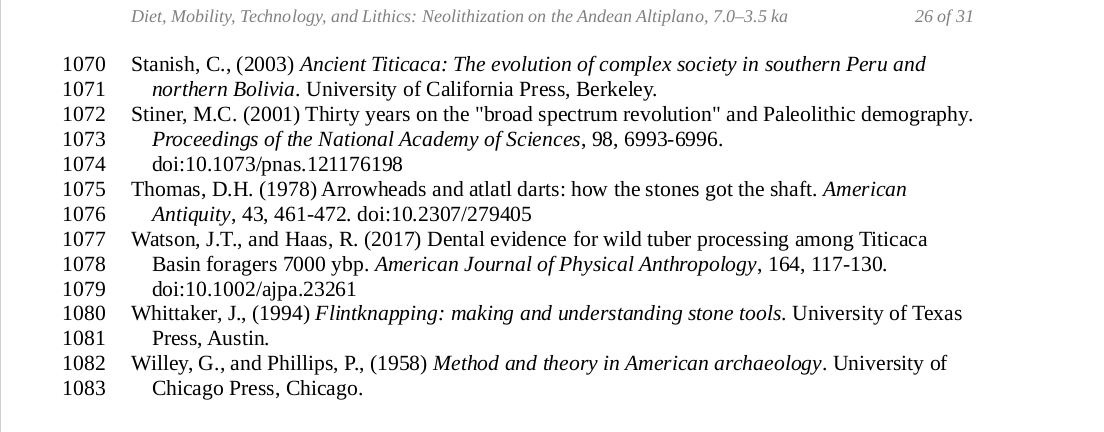 Diet, Mobility, Technology, and Lithics: Neolithization on the Andean Altiplano, 7.0–3.5 ka 26 of 31
1070 Stanish, C., (2003) Ancient Titicaca: The evolution of complex society in southern Peru and
1071 northern Bolivia. University of California Press, Berkeley.
1072 Stiner, M.C. (2001) Thirty years on the "broad spectrum revolution" and Paleolithic demography.
1073 Proceedings of the National Academy of Sciences, 98, 6993-6996.
1074 doi:10.1073/pnas.121176198
1075 Thomas, D.H. (1978) Arrowheads and atlatl darts: how the stones got the shaft. American
1076 Antiquity, 43, 461-472. doi:10.2307/279405
1077 Watson, J.T., and Haas, R. (2017) Dental evidence for wild tuber processing among Titicaca
1078 Basin foragers 7000 ybp. American Journal of Physical Anthropology, 164, 117-130.
1079 doi:10.1002/ajpa.23261
1080 Whittaker, J., (1994) Flintknapping: making and understanding stone tools. University of Texas
1081 Press, Austin.
1082 Willey, G., and Phillips, P., (1958) Method and theory in American archaeology. University of
1083 Chicago Press, Chicago.